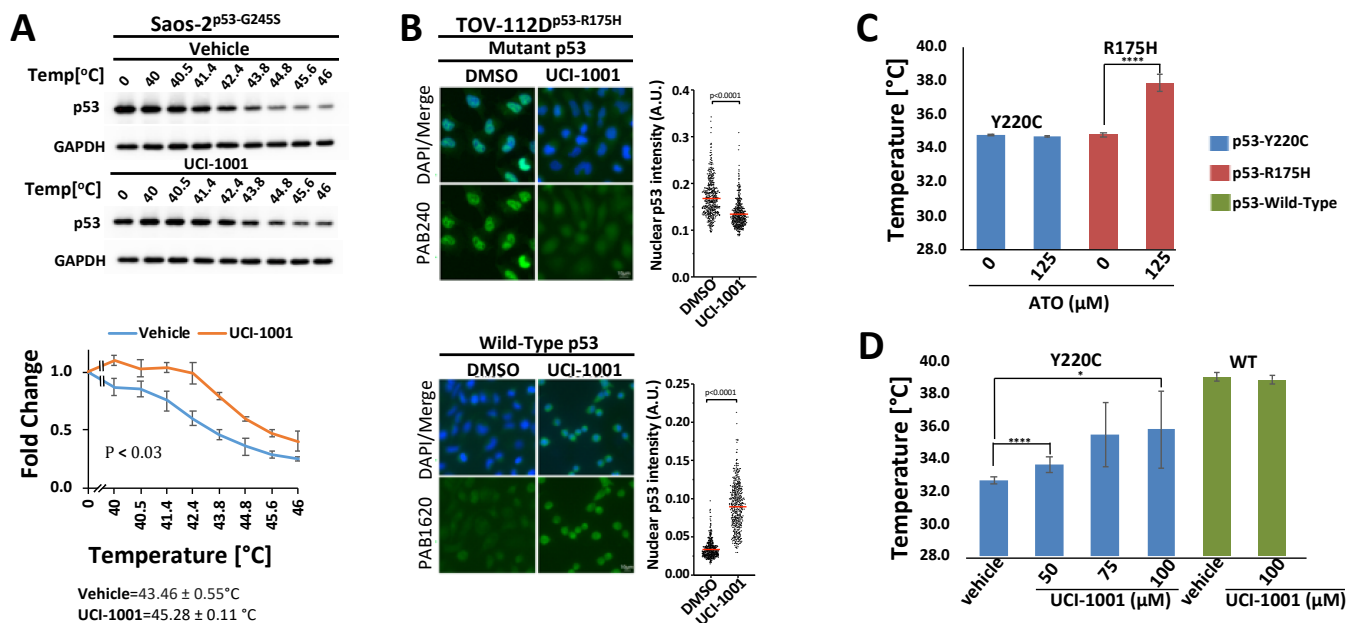 A
Saos-2p53-G245S
Vehicle
Temp[°C] 0 40 40.5 41.4 42.4 43.8 44.8 45.6 46
p53
GAPDH
UCI-1001
Temp[°C] 0 40 40.5 41.4 42.4 43.8 44.8 45.6 46
p53
GAPDH
Vehicle UCI-1001
Fold Change
1.0
0.5
0.0
P < 0.03
0 40 40.5 41.4 42.4 43.8 44.8 45.6 46
Temperature [°C]
Vehicle=43.46 ± 0.55°C
UCI-1001=45.28 ± 0.11 °C
B
TOV-112Dp53-R175H
Mutant p53
DMSO UCI-1001
DAPI/Merge
PAB240
Nuclear p53 intensity (A.U.)
0.4
0.3
0.2
0.1
0.0
p<0.0001
DMSO UCI-1001
Wild-Type p53
DMSO UCI-1001
DAPI/Merge
PAB1620
Nuclear p53 intensity (A.U.)
0.25
0.20
0.15
0.10
0.05
0.00
p<0.0001
DMSO UCI-1001
C
Temperature [°C]
40.0
38.0
36.0
34.0
32.0
30.0
28.0
Y220C
R175H
****
0 125 0 125
ATO (µM)
p53-Y220C
p53-R175H
p53-Wild-Type
D
Temperature [°C]
40.0
38.0
36.0
34.0
32.0
30.0
28.0
Y220C WT
*
****
vehicle 50 75 100 vehicle 100
UCI-1001 (µM) UCI-1001 (µM)